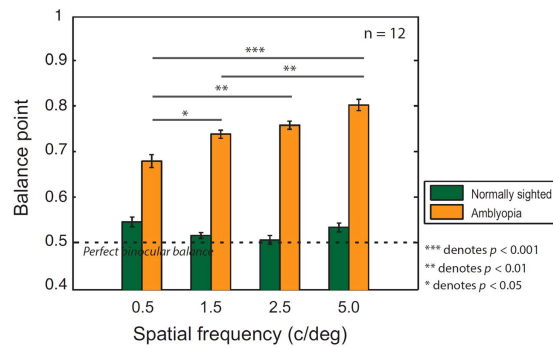 1
n = 12
***
0.9
**
**
0.8
*
Balance point
0.7
0.6
Normally sighted
Amblyopia
0.5
Perfect binocular balance
*** denotes p < 0.001
** denotes p < 0.01
* denotes p < 0.05
0.4
0.5 1.5 2.5 5.0
Spatial frequency (c/deg)